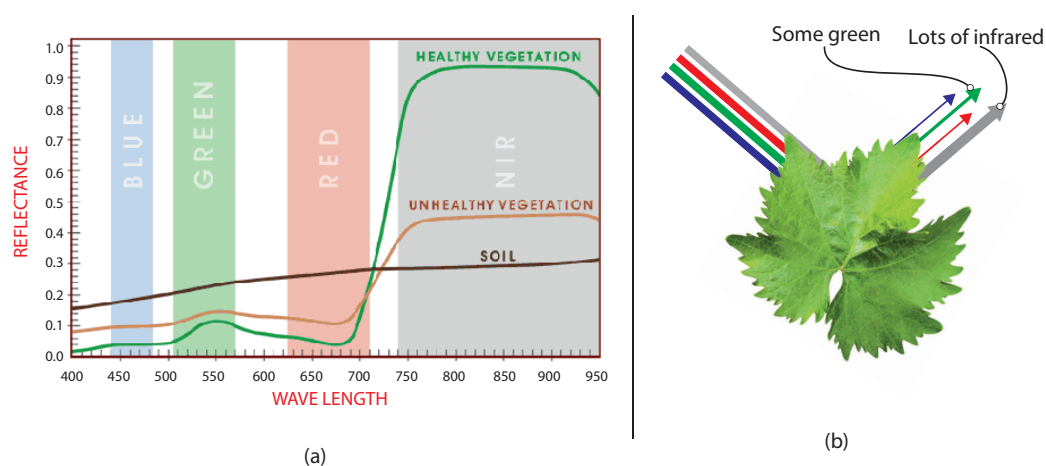 1.0
0.9
0.8
0.7
0.6
0.5
0.4
0.3
0.2
0.1
0.0
REFLECTANCE
BLUE
GREEN
RED
NIR
HEALTHY VEGETATION
UNHEALTHY VEGETATION
SOIL
400 450 500 550 600 650 700 750 800 850 900 950
WAVE LENGTH
(a)
Some green
Lots of infrared
(b)